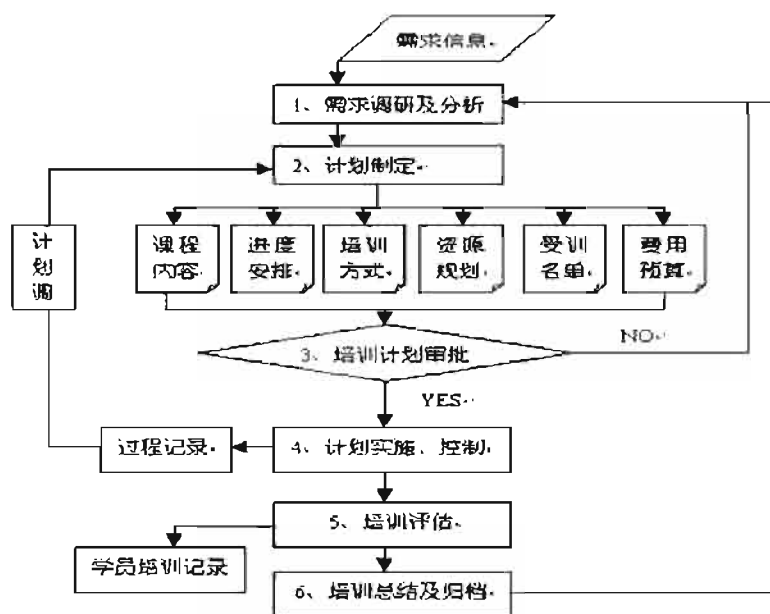 需求信息
1、需求调研及分析
2、计划制定
课程
内容
进度
安排
培训
方式
资源
规划
受训
名单
费用
预算
计
划
调
3、培训计划审批
NO
YES
过程记录
4、计划实施、控制
5、培训评估
学员培训记录
6、培训总结及归档